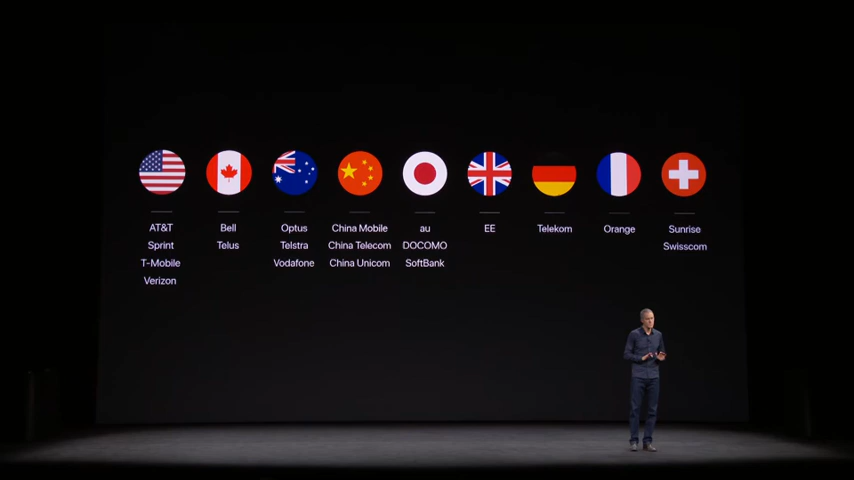 AT&T
Sprint
T-Mobile
Verizon
Bell
Telus
Optus
Telstra
Vodafone
China Mobile
China Telecom
China Unicom
au
DOCOMO
SoftBank
EE
Telekom
Orange
Sunrise
Swisscom